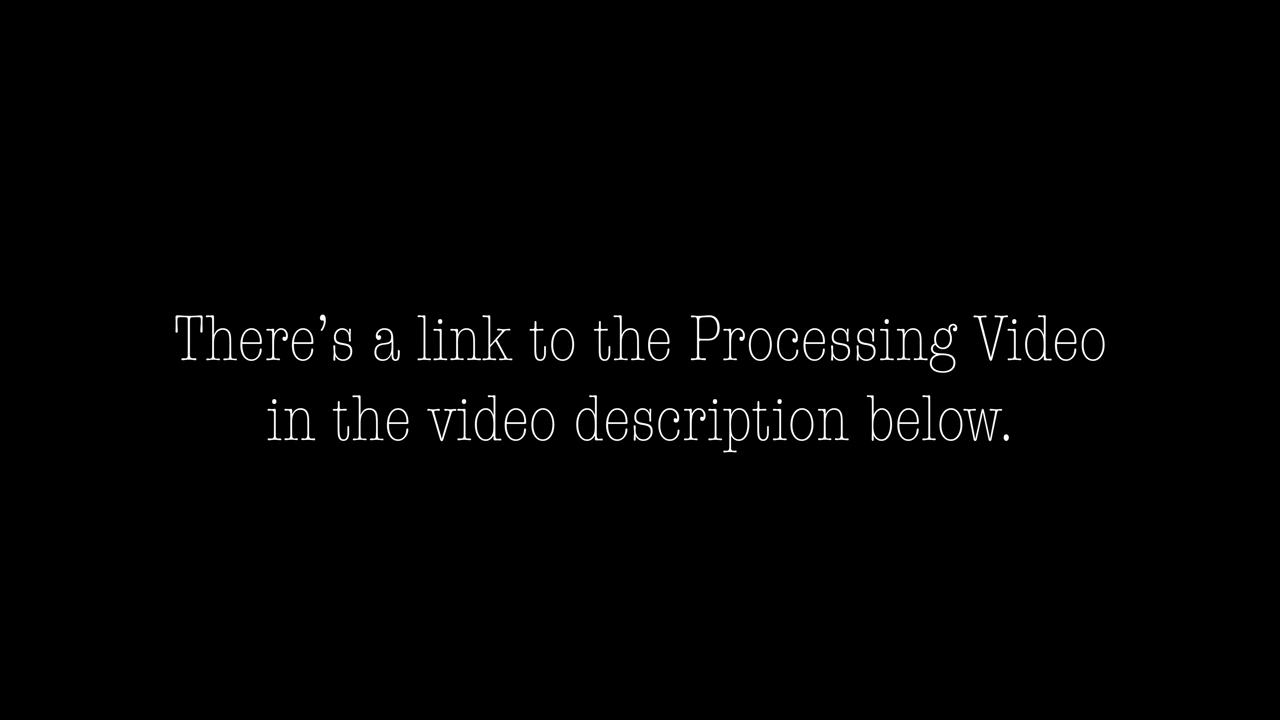 There’s a link to the Processing Video
in the video description below.